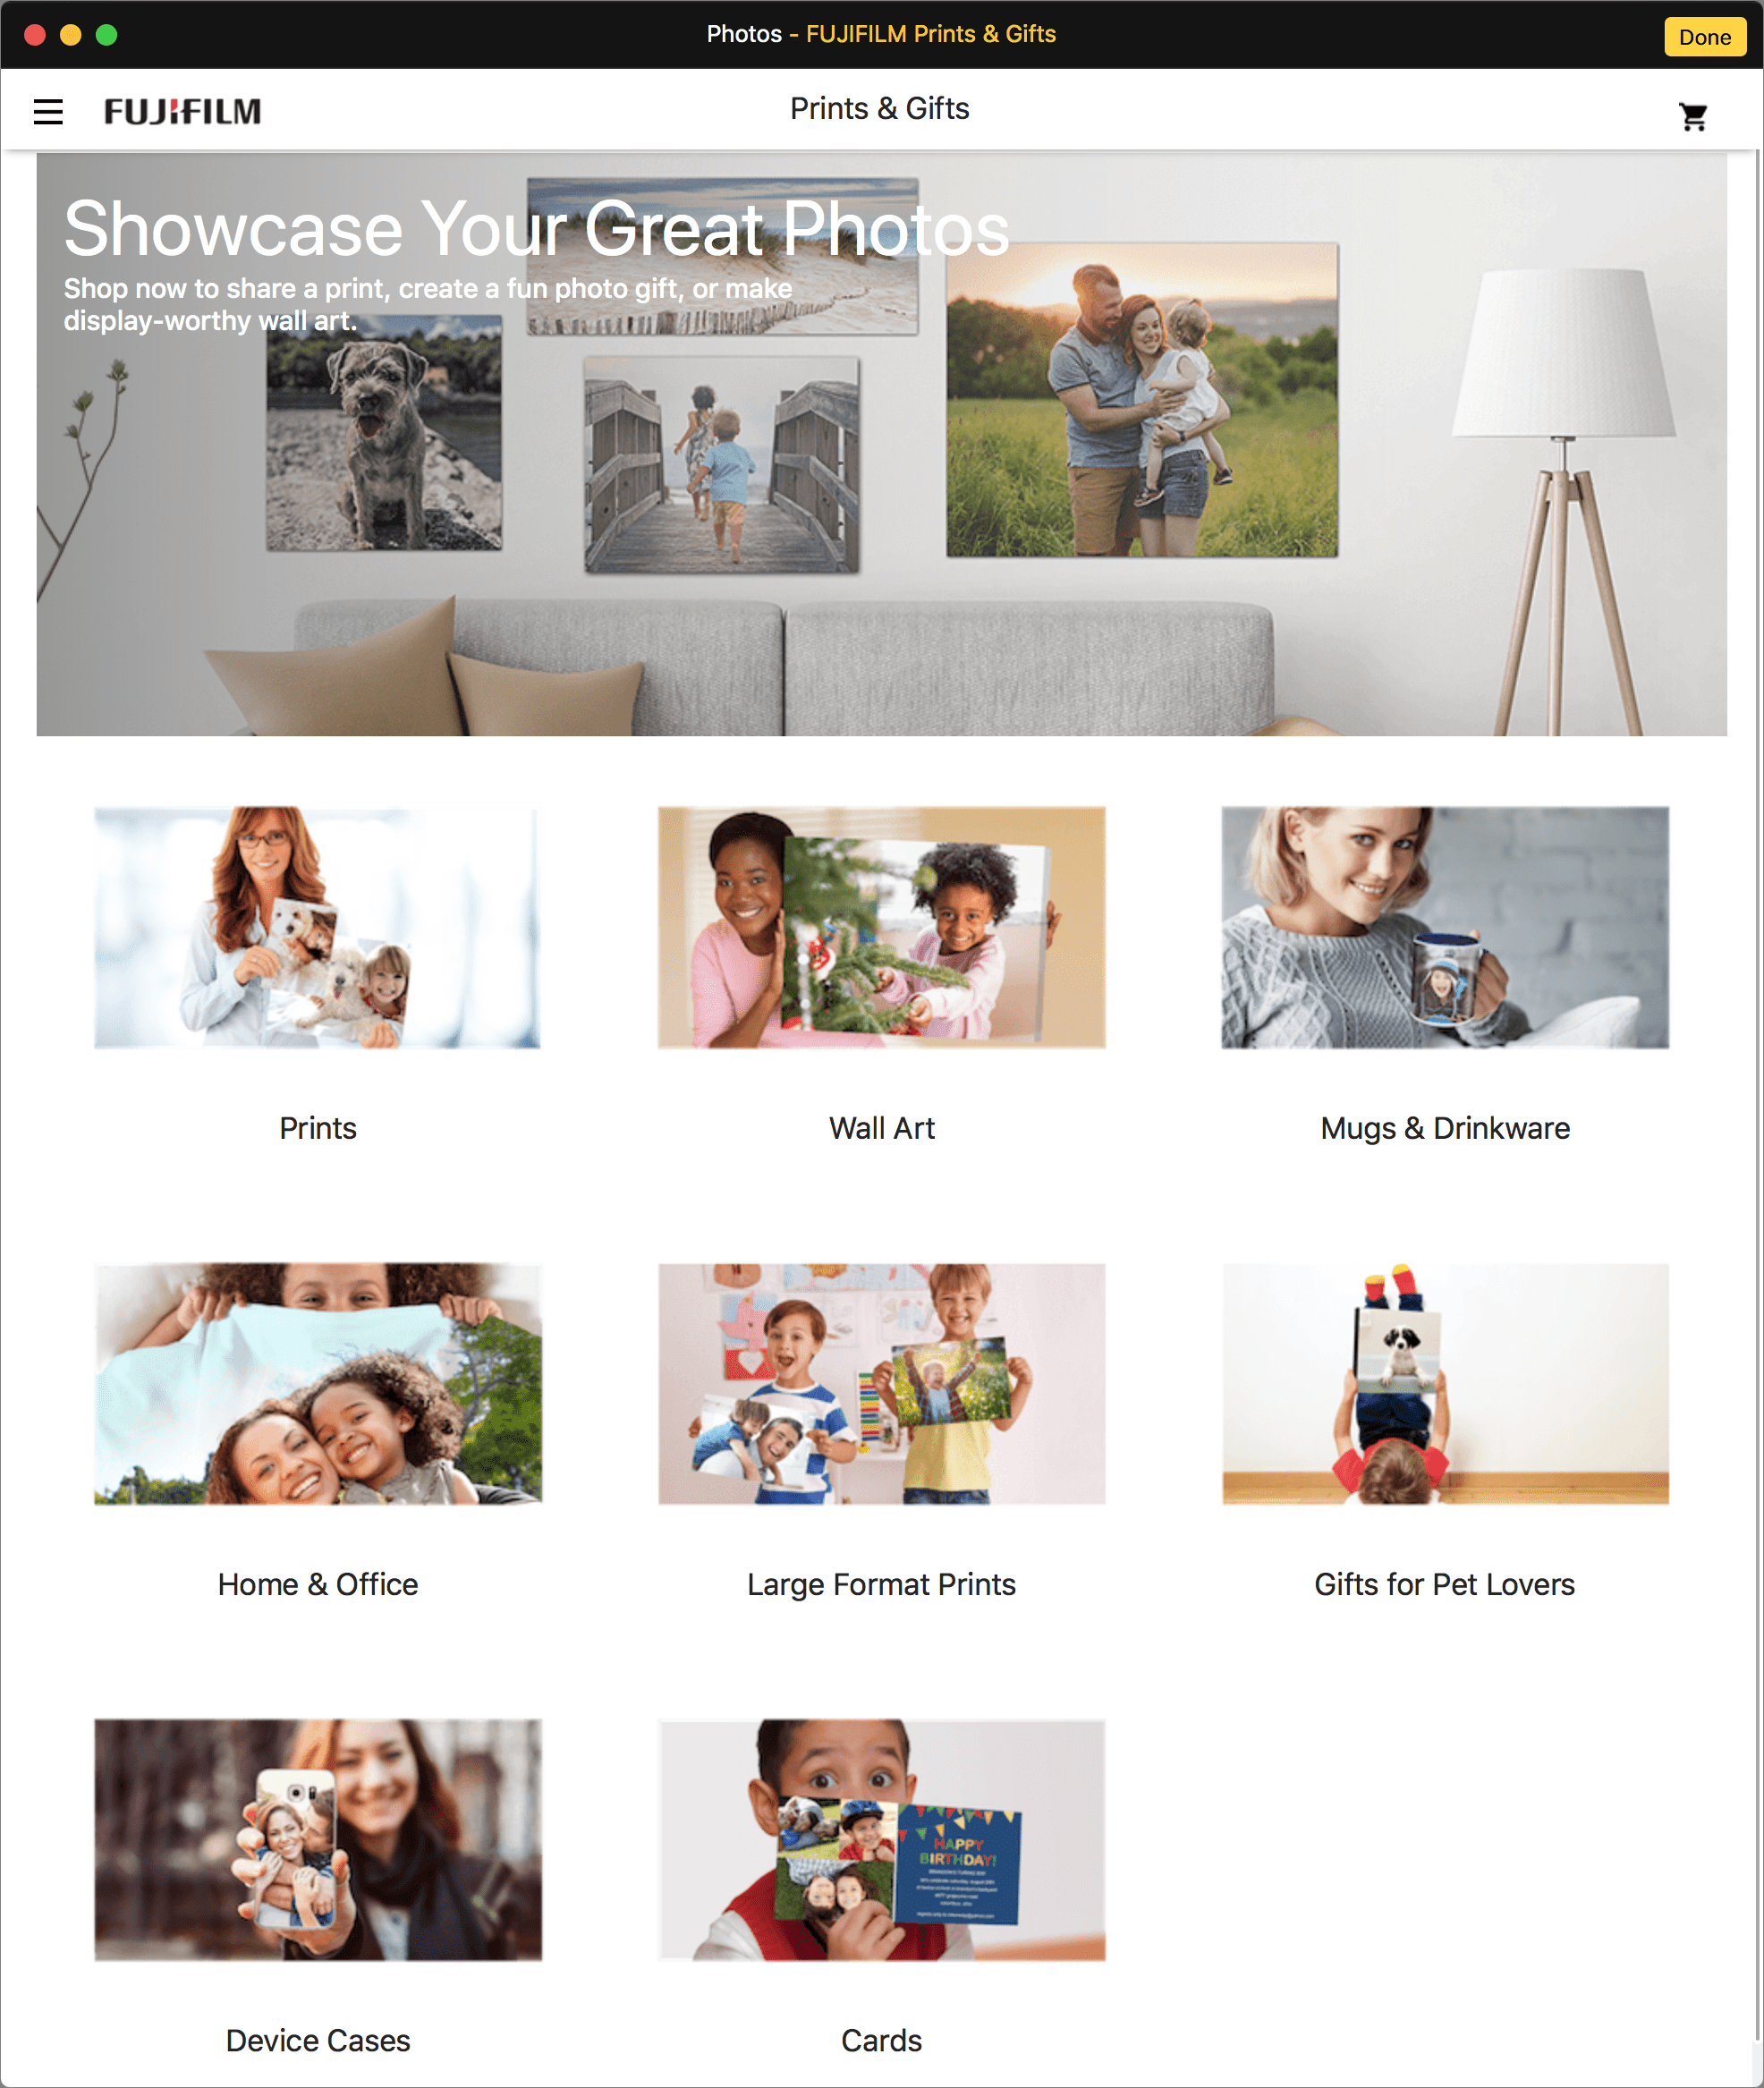 Photos - FUJIFILM Prints & Gifts
Done
FUJIFILM
Prints & Gifts
Showcase Your Great Photos
Shop now to share a print, create a fun photo gift, or make
display-worthy wall art.
Prints
Wall Art
Mugs & Drinkware
Home & Office
Large Format Prints
Gifts for Pet Lovers
HAPPY
BIRTHDAY!
Device Cases
Cards